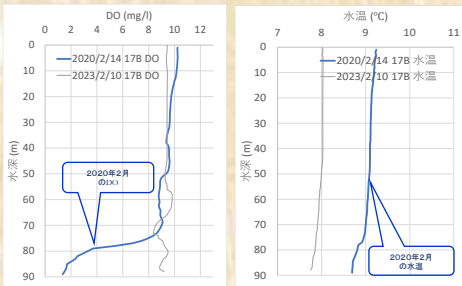 DO (mg/l)
0 2 4 6 8 10 12
0
10
20
30
40
50
60
70
80
90
水深 (m)
2020/2/14 17B DO
2023/2/10 17B DO
2020年2月
のDO
水温 (℃)
7 8 9 10 11
0
10
20
30
40
50
60
70
80
90
水深 (m)
2020/2/14 17B 水温
2023/2/10 17B 水温
2020年2月
の水温